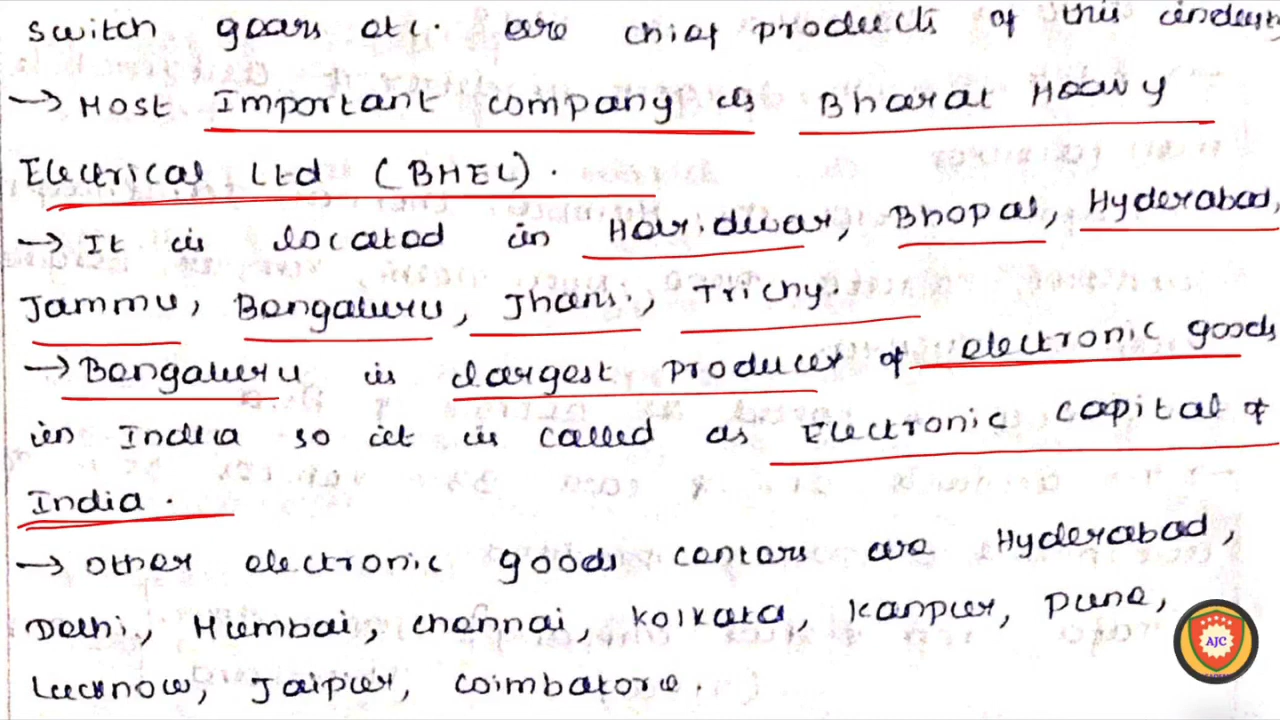 switch gears etc. are chief products of this industry
→ Most Important company is Bharat Heavy
Electrical Ltd (BHEL).
→ It is located in Haridwar, Bhopal, Hyderabad,
Jammu, Bengaluru, Jhansi, Trichy.
→ Bengaluru is largest producer of electronic goods
in India so it is called as Electronic Capital of
India.
→ Other electronic goods centers are Hyderabad,
Delhi, Mumbai, Chennai, Kolkata, Kanpur, Pune,
Lucknow, Jaipur, Coimbatore.
AJC